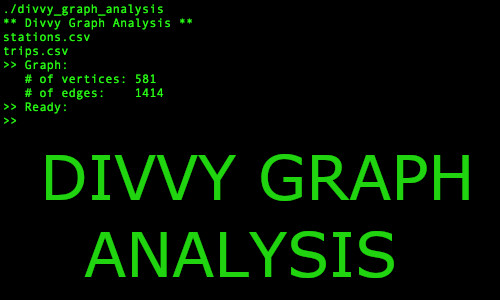 ./divvy_graph_analysis
** Divvy Graph Analysis **
stations.csv
trips.csv
>> Graph:
   # of vertices: 581
   # of edges:    1414
>> Ready:
>>
DIVVY GRAPH
ANALYSIS